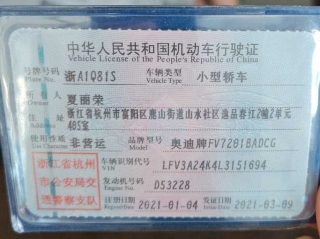 中华人民共和国机动车行驶证
Vehicle License of the People's Republic of China
号牌号码 浙A1Q81S 车辆类型 小型轿车
Plate No. Vehicle Type
所有人 夏丽荣
Owner
住址 浙江省杭州市富阳区鹿山街道山水社区逸品春江2幢2单元
Address 405室
使用性质 非营运 品牌型号 奥迪牌FV7201BADCG
Use Character Model
浙江省杭州
市公安局交
通警察支队
车辆识别代号 LFV3A24K4L3151694
VIN
发动机号码 D53228
Engine No.
注册日期 2021-01-04 发证日期 2021-03-09
Register Date Issue Date